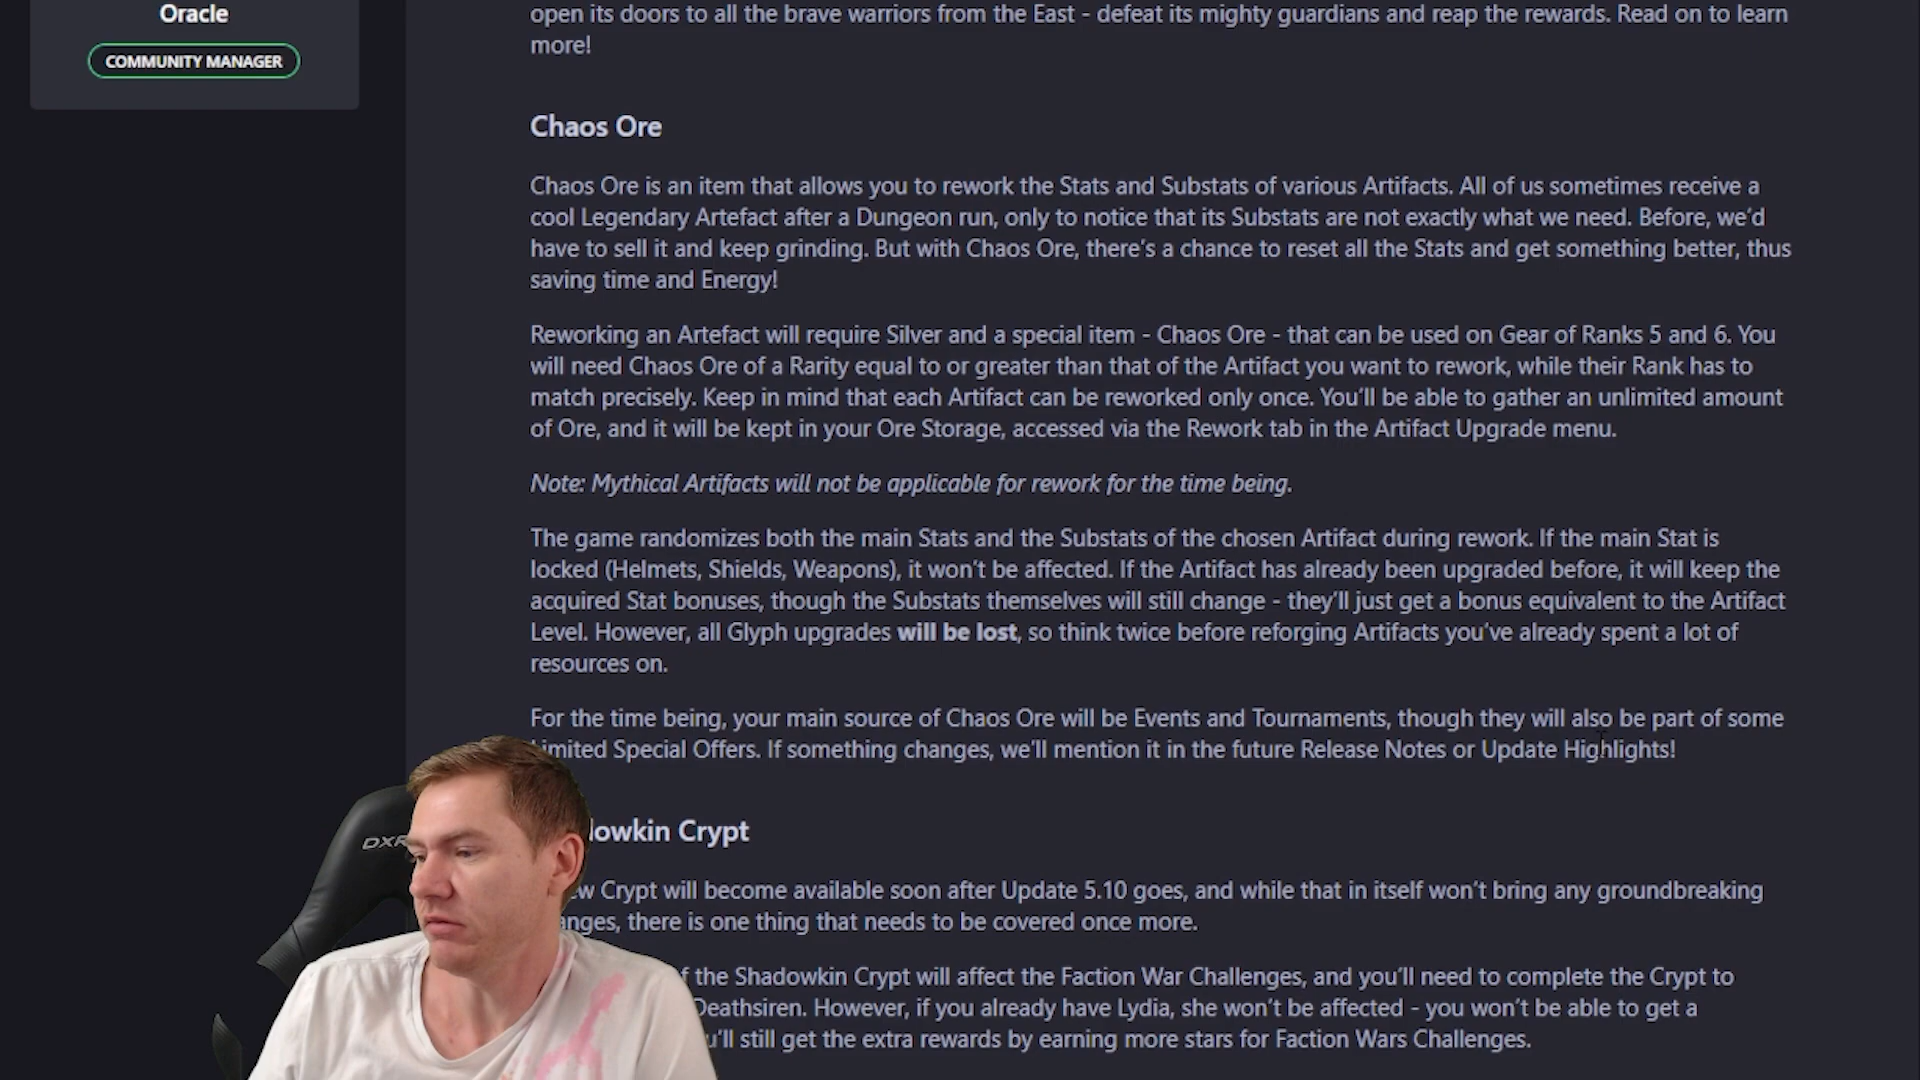 Oracle
COMMUNITY MANAGER
open its doors to all the brave warriors from the East - defeat its mighty guardians and reap the rewards. Read on to learn
more!
Chaos Ore
Chaos Ore is an item that allows you to rework the Stats and Substats of various Artifacts. All of us sometimes receive a
cool Legendary Artefact after a Dungeon run, only to notice that its Substats are not exactly what we need. Before, we'd
have to sell it and keep grinding. But with Chaos Ore, there's a chance to reset all the Stats and get something better, thus
saving time and Energy!
Reworking an Artefact will require Silver and a special item - Chaos Ore - that can be used on Gear of Ranks 5 and 6. You
will need Chaos Ore of a Rarity equal to or greater than that of the Artifact you want to rework, while their Rank has to
match precisely. Keep in mind that each Artifact can be reworked only once. You'll be able to gather an unlimited amount
of Ore, and it will be kept in your Ore Storage, accessed via the Rework tab in the Artifact Upgrade menu.
Note: Mythical Artifacts will not be applicable for rework for the time being.
The game randomizes both the main Stats and the Substats of the chosen Artifact during rework. If the main Stat is
locked (Helmets, Shields, Weapons), it won't be affected. If the Artifact has already been upgraded before, it will keep the
acquired Stat bonuses, though the Substats themselves will still change - they'll just get a bonus equivalent to the Artifact
Level. However, all Glyph upgrades will be lost, so think twice before reforging Artifacts you've already spent a lot of
resources on.
For the time being, your main source of Chaos Ore will be Events and Tournaments, though they will also be part of some
Limited Special Offers. If something changes, we'll mention it in the future Release Notes or Update Highlights!
dowkin Crypt
ew Crypt will become available soon after Update 5.10 goes, and while that in itself won't bring any groundbreaking
anges, there is one thing that needs to be covered once more.
f the Shadowkin Crypt will affect the Faction War Challenges, and you'll need to complete the Crypt to
Deathsiren. However, if you already have Lydia, she won't be affected - you won't be able to get a
u'll still get the extra rewards by earning more stars for Faction Wars Challenges.
DXR